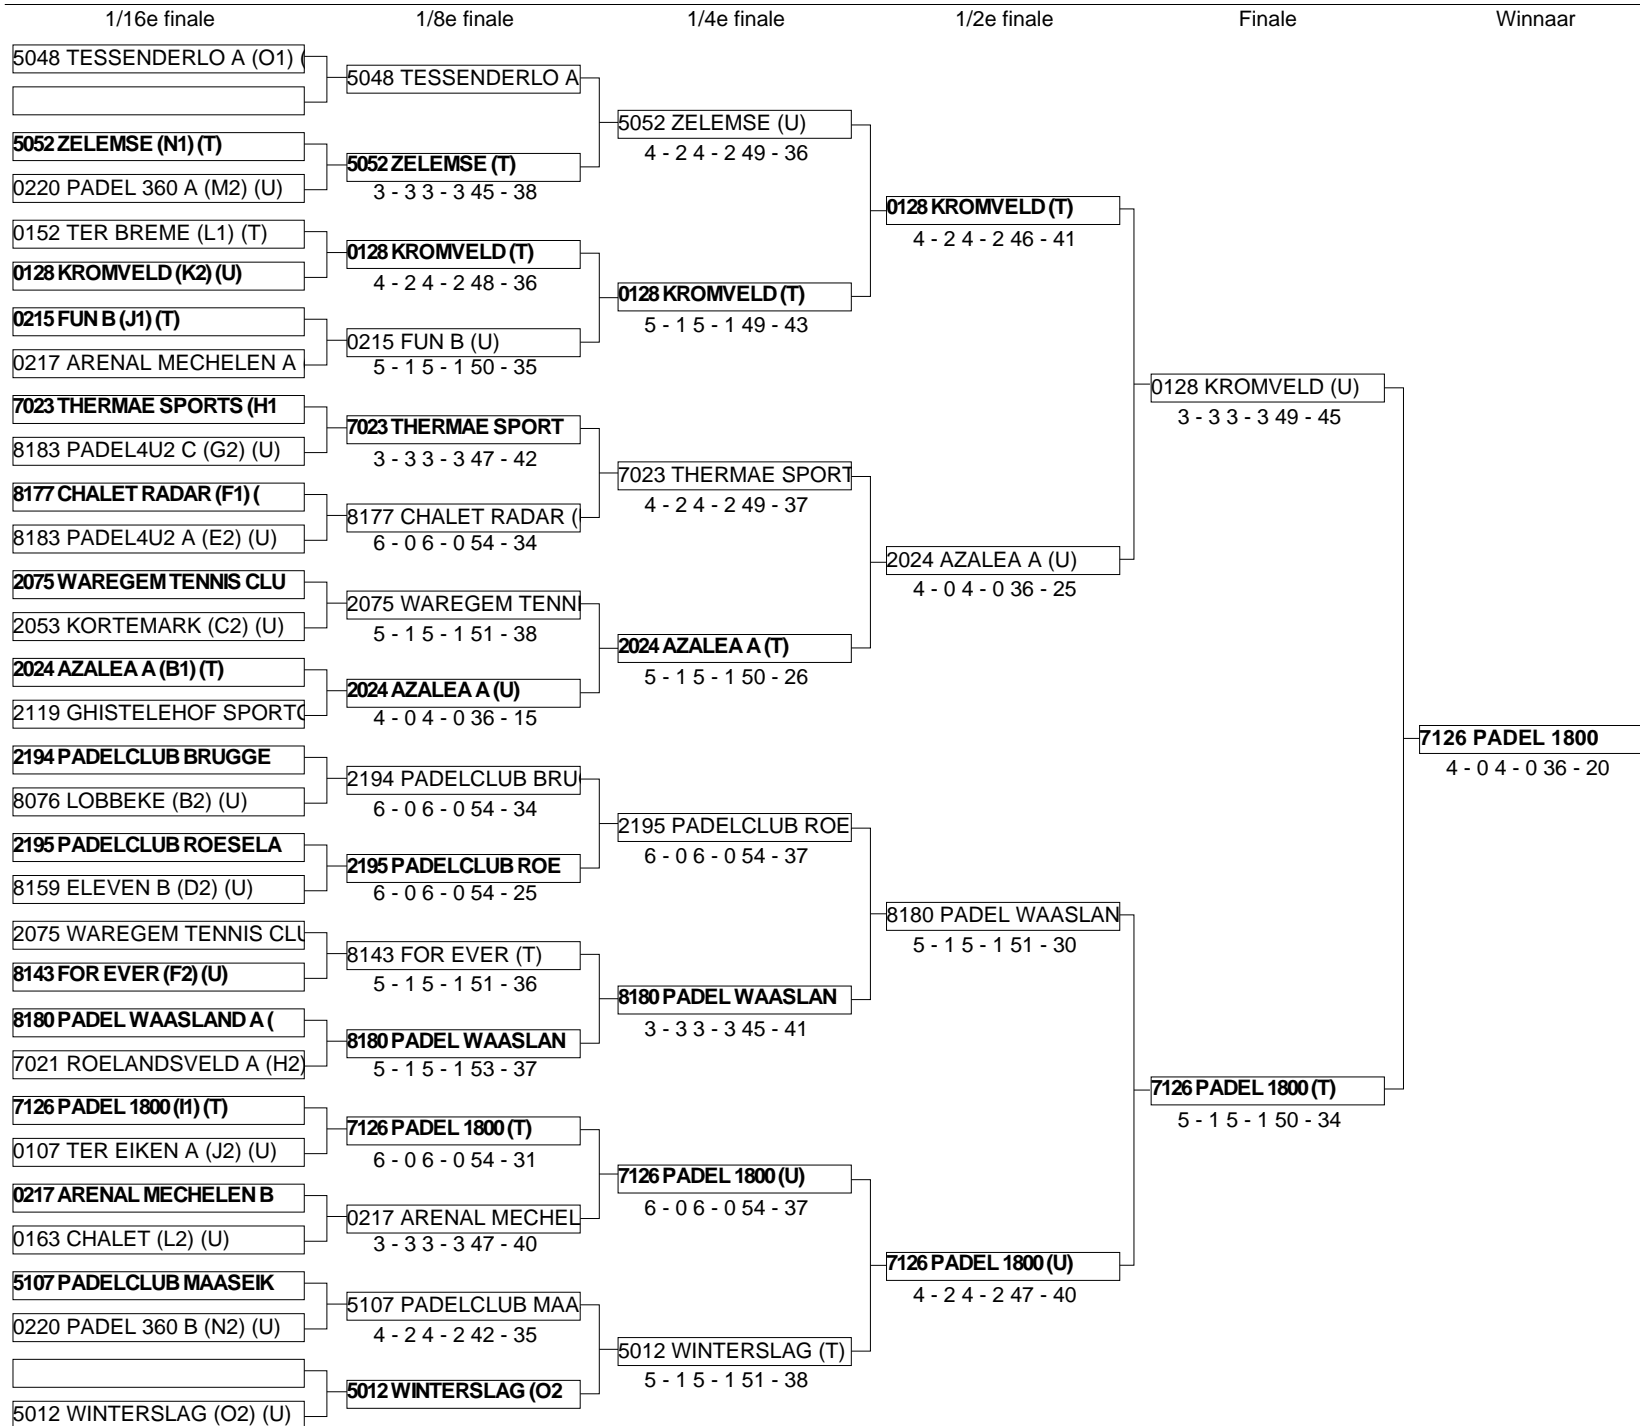 1/16e finale
1/8e finale
1/4e finale
1/2e finale
Finale
Winnaar
5048 TESSENDERLO A (O1) (
5052 ZELEMSE (N1) (T)
0220 PADEL 360 A (M2) (U)
0152 TER BREME (L1) (T)
0128 KROMVELD (K2) (U)
0215 FUN B (J1) (T)
0217 ARENAL MECHELEN A
7023 THERMAE SPORTS (H1
8183 PADEL4U2 C (G2) (U)
8177 CHALET RADAR (F1) (
8183 PADEL4U2 A (E2) (U)
2075 WAREGEM TENNIS CLU
2053 KORTEMARK (C2) (U)
2024 AZALEA A (B1) (T)
2119 GHISTELEHOF SPORTC
2194 PADELCLUB BRUGGE
8076 LOBBEKE (B2) (U)
2195 PADELCLUB ROESELA
8159 ELEVEN B (D2) (U)
2075 WAREGEM TENNIS CLU
8143 FOR EVER (F2) (U)
8180 PADEL WAASLAND A (
7021 ROELANDSVELD A (H2)
7126 PADEL 1800 (I1) (T)
0107 TER EIKEN A (J2) (U)
0217 ARENAL MECHELEN B
0163 CHALET (L2) (U)
5107 PADELCLUB MAASEIK
0220 PADEL 360 B (N2) (U)
5012 WINTERSLAG (O2) (U)
5048 TESSENDERLO A
5052 ZELEMSE (T)
3 - 3 3 - 3 45 - 38
0128 KROMVELD (T)
4 - 2 4 - 2 48 - 36
0215 FUN B (U)
5 - 1 5 - 1 50 - 35
7023 THERMAE SPORT
3 - 3 3 - 3 47 - 42
8177 CHALET RADAR (
6 - 0 6 - 0 54 - 34
2075 WAREGEM TENNI
5 - 1 5 - 1 51 - 38
2024 AZALEA A (U)
4 - 0 4 - 0 36 - 15
2194 PADELCLUB BRU
6 - 0 6 - 0 54 - 34
2195 PADELCLUB ROE
6 - 0 6 - 0 54 - 25
8143 FOR EVER (T)
5 - 1 5 - 1 51 - 36
8180 PADEL WAASLAN
5 - 1 5 - 1 53 - 37
7126 PADEL 1800 (T)
6 - 0 6 - 0 54 - 31
0217 ARENAL MECHEL
3 - 3 3 - 3 47 - 40
5107 PADELCLUB MAA
4 - 2 4 - 2 42 - 35
5012 WINTERSLAG (O2
5052 ZELEMSE (U)
4 - 2 4 - 2 49 - 36
0128 KROMVELD (T)
5 - 1 5 - 1 49 - 43
7023 THERMAE SPORT
4 - 2 4 - 2 49 - 37
2024 AZALEA A (T)
5 - 1 5 - 1 50 - 26
2195 PADELCLUB ROE
6 - 0 6 - 0 54 - 37
8180 PADEL WAASLAN
3 - 3 3 - 3 45 - 41
7126 PADEL 1800 (U)
6 - 0 6 - 0 54 - 37
5012 WINTERSLAG (T)
5 - 1 5 - 1 51 - 38
0128 KROMVELD (T)
4 - 2 4 - 2 46 - 41
2024 AZALEA A (U)
4 - 0 4 - 0 36 - 25
8180 PADEL WAASLAN
5 - 1 5 - 1 51 - 30
7126 PADEL 1800 (U)
4 - 2 4 - 2 47 - 40
0128 KROMVELD (U)
3 - 3 3 - 3 49 - 45
7126 PADEL 1800 (T)
5 - 1 5 - 1 50 - 34
7126 PADEL 1800
4 - 0 4 - 0 36 - 20